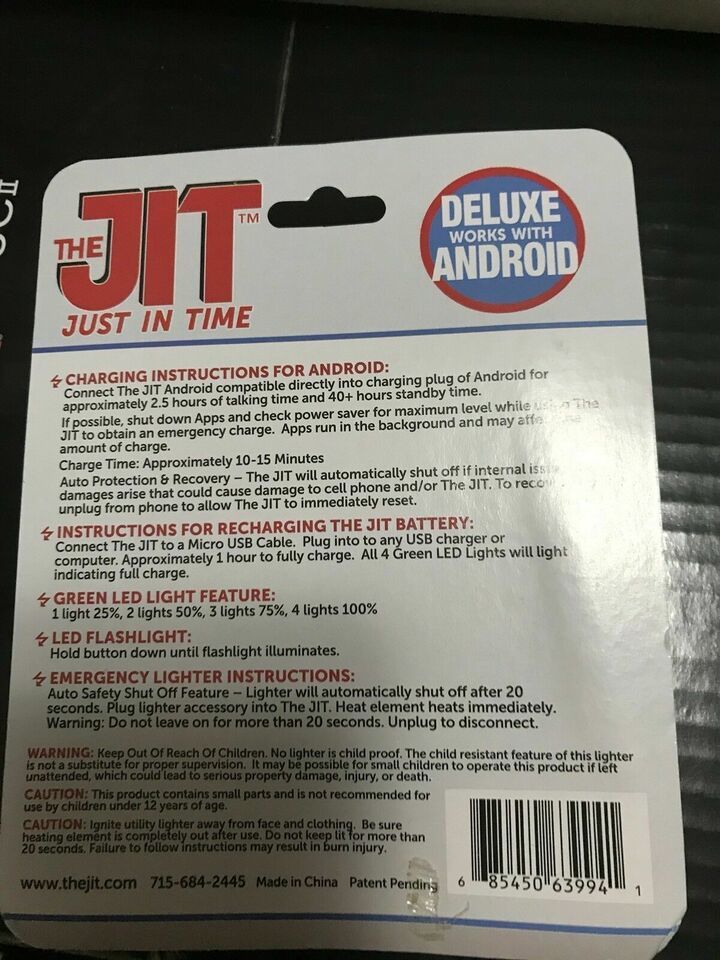 THE JIT™
JUST IN TIME
DELUXE
WORKS WITH
ANDROID
CHARGING INSTRUCTIONS FOR ANDROID:
Connect The JIT Android compatible directly into charging plug of Android for
approximately 2.5 hours of talking time and 40+ hours standby time.
If possible, shut down Apps and check power saver for maximum level while The
JIT to obtain an emergency charge. Apps run in the background and may
amount of charge.
Charge Time: Approximately 10-15 Minutes
Auto Protection & Recovery – The JIT will automatically shut off if internal
damages arise that could cause damage to cell phone and/or The JIT. To
unplug from phone to allow The JIT to immediately reset.
INSTRUCTIONS FOR RECHARGING THE JIT BATTERY:
Connect The JIT to a Micro USB Cable. Plug into to any USB charger or
computer. Approximately 1 hour to fully charge. All 4 Green LED Lights will light
indicating full charge.
GREEN LED LIGHT FEATURE:
1 light 25%, 2 lights 50%, 3 lights 75%, 4 lights 100%
LED FLASHLIGHT:
Hold button down until flashlight illuminates.
EMERGENCY LIGHTER INSTRUCTIONS:
Auto Safety Shut Off Feature – Lighter will automatically shut off after 20
seconds. Plug lighter accessory into The JIT. Heat element heats immediately.
Warning: Do not leave on for more than 20 seconds. Unplug to disconnect.
WARNING: Keep Out Of Reach Of Children. No lighter is child proof. The child resistant feature of this lighter
is not a substitute for proper supervision. It may be possible for small children to operate this product if left
unattended, which could lead to serious property damage, injury, or death.
CAUTION: This product contains small parts and is not recommended for
use by children under 12 years of age.
CAUTION: Ignite utility lighter away from face and clothing. Be sure
heating element is completely out after use. Do not keep lit for more than
20 seconds. Failure to follow instructions may result in burn injury.
www.thejit.com 715-684-2445 Made in China Patent Pending
6 85450 63994 1